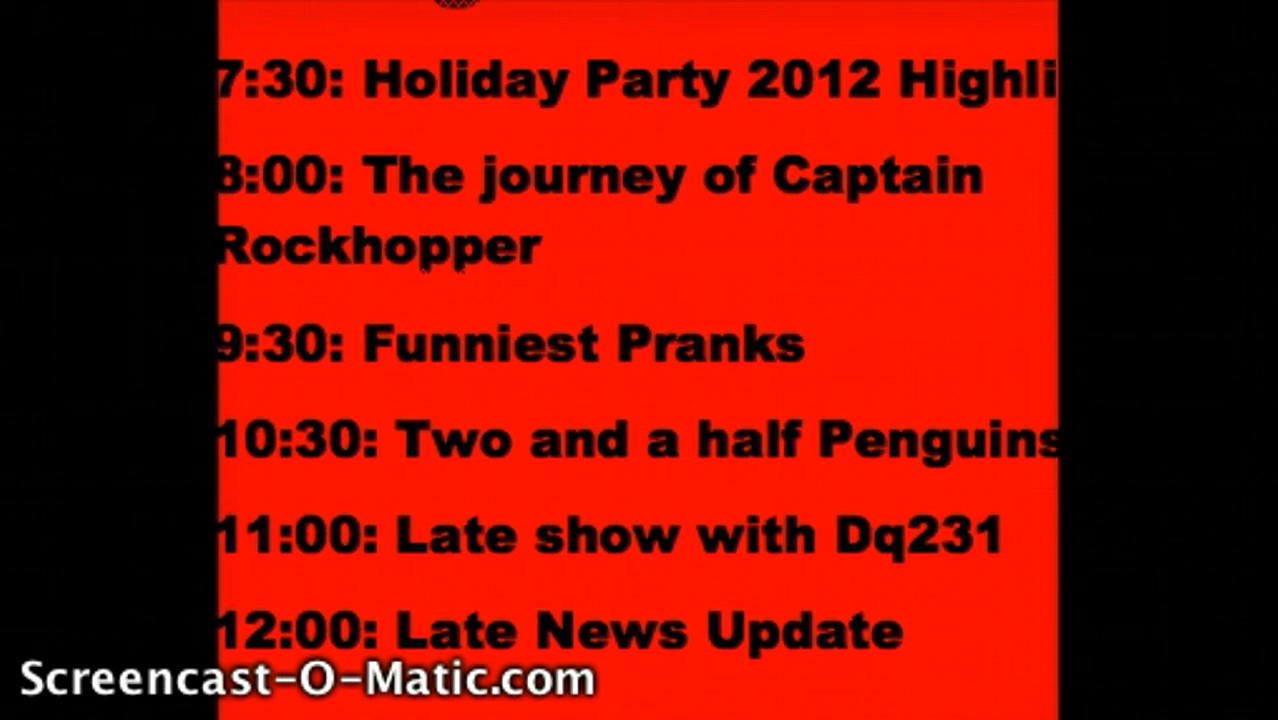 7:30: Holiday Party 2012 Highli
8:00: The journey of Captain
Rockhopper
9:30: Funniest Pranks
10:30: Two and a half Penguins
11:00: Late show with Dq231
12:00: Late News Update
Screencast-O-Matic.com